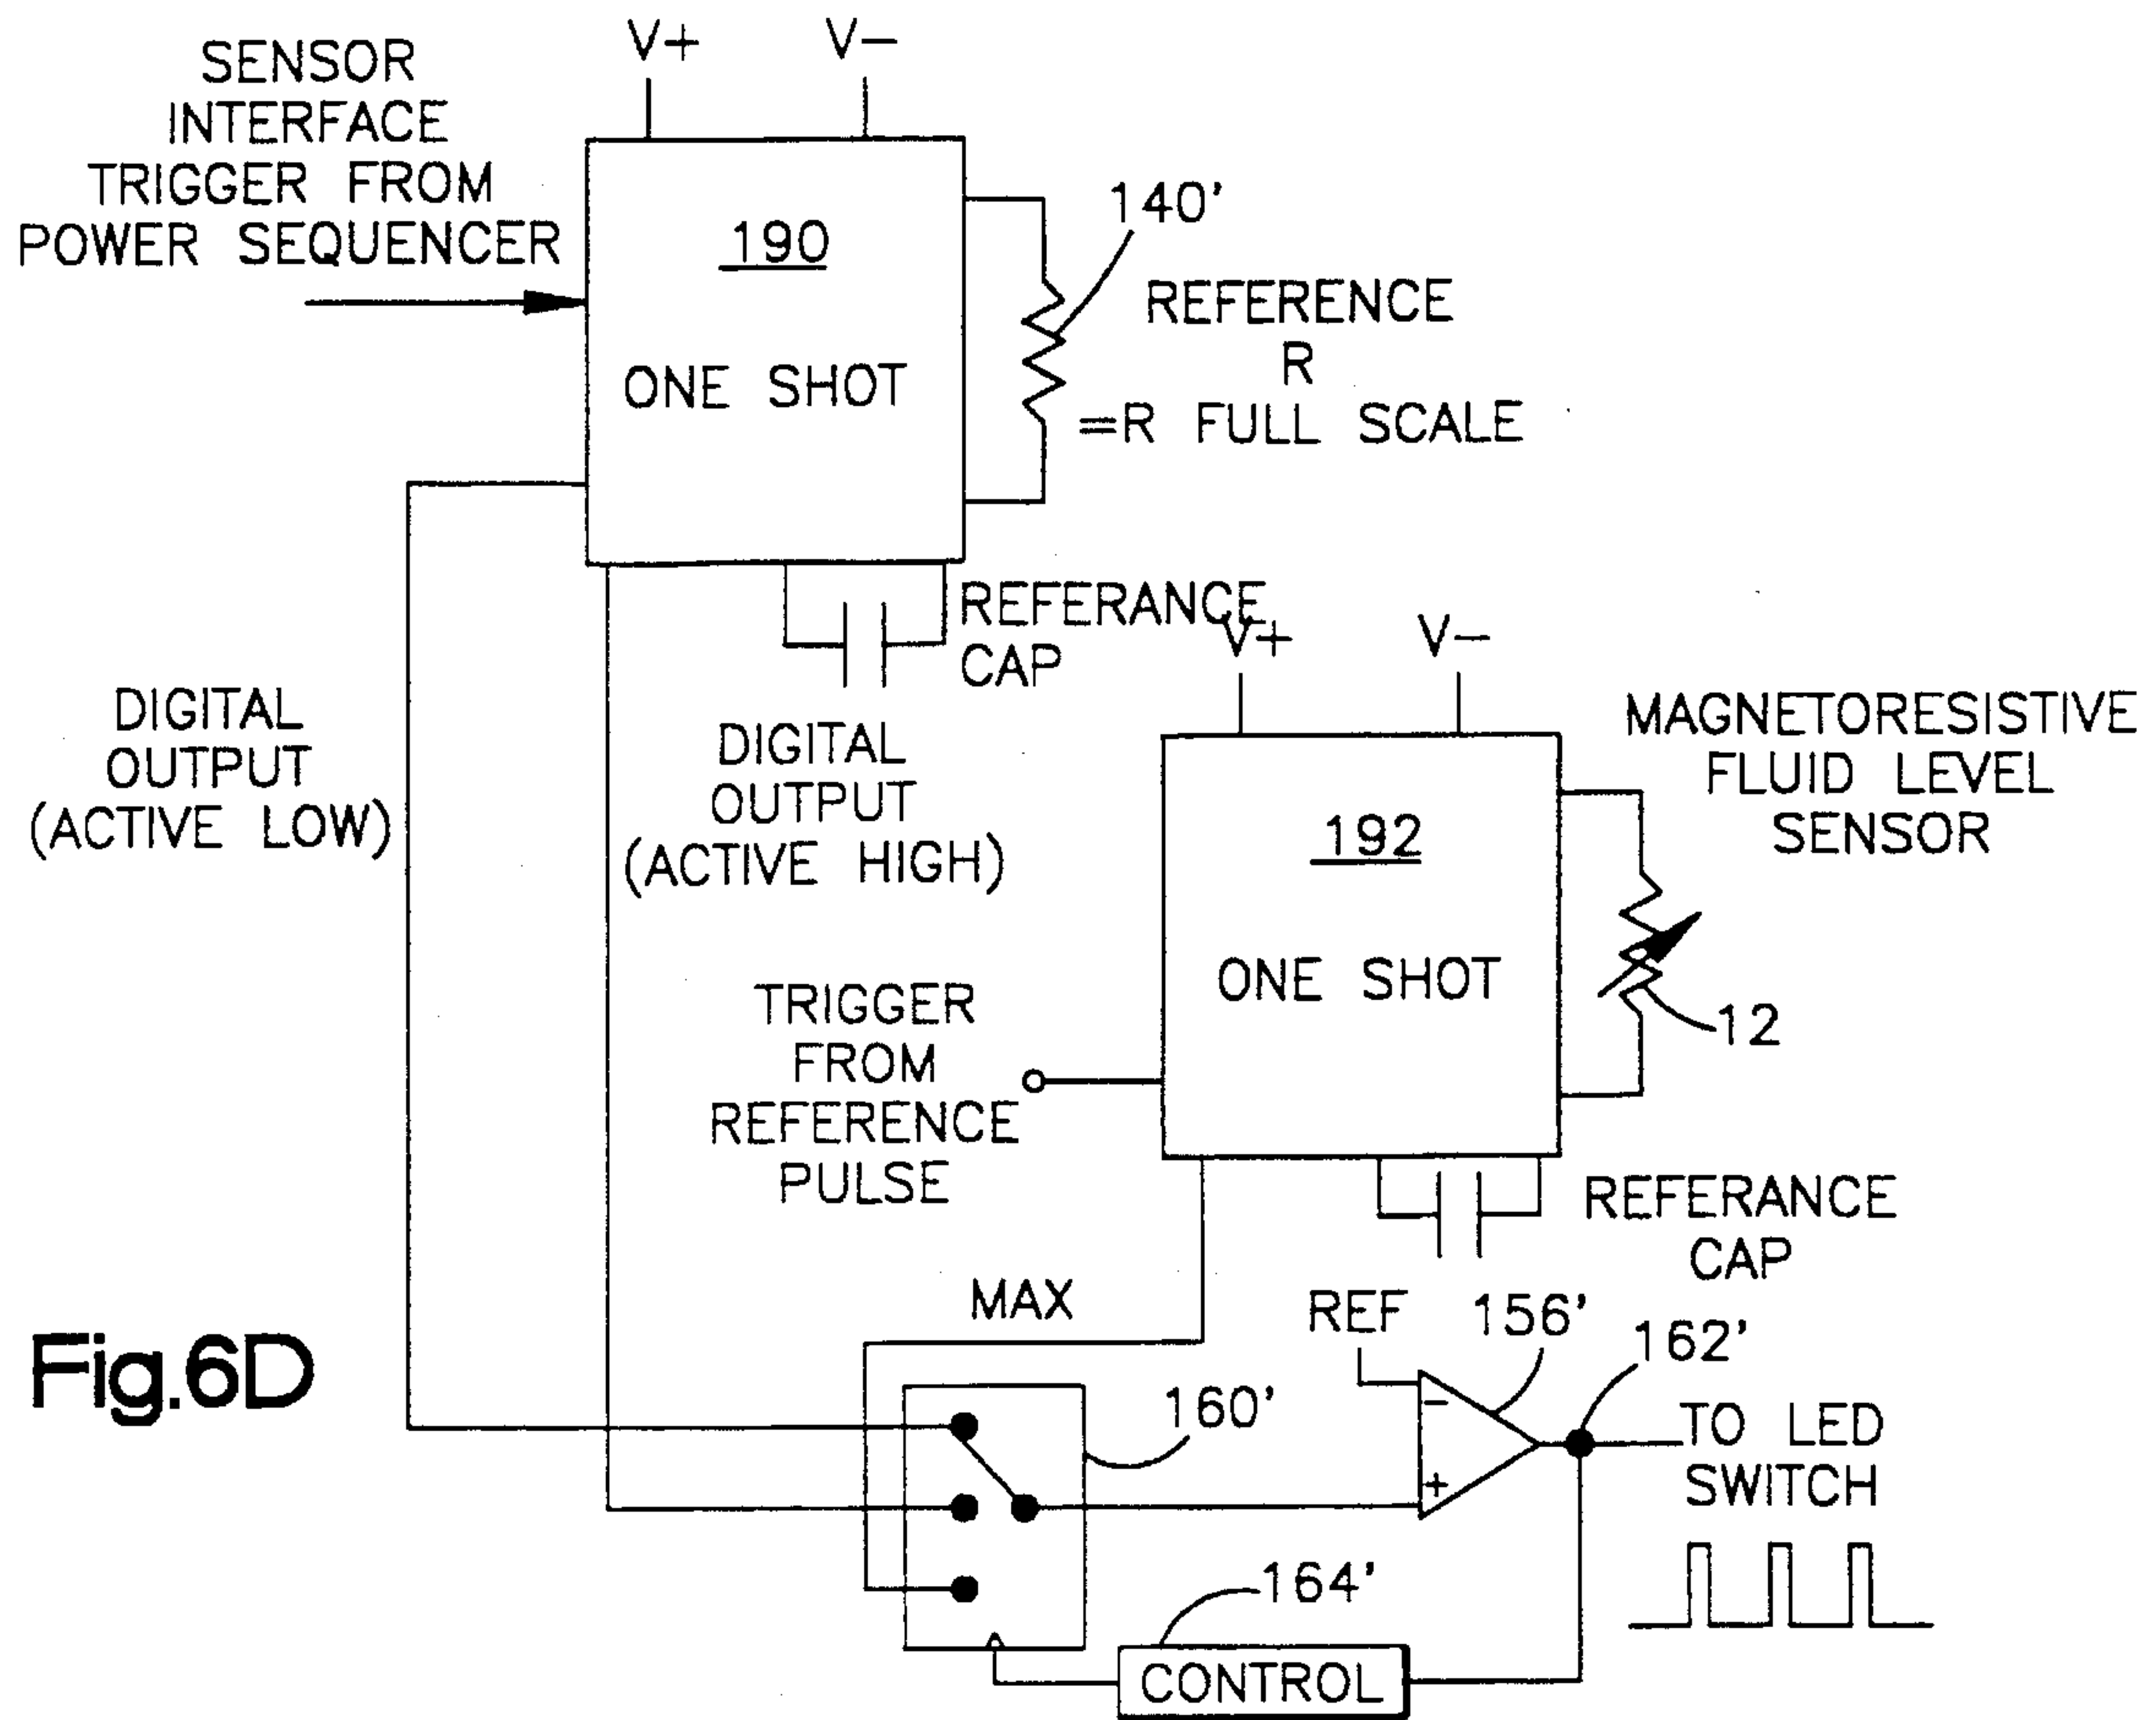 V+
V−
SENSOR
INTERFACE
TRIGGER FROM
POWER SEQUENCER
190
ONE SHOT
140'
REFERENCE
R
=R FULL SCALE
REFERANCE
CAP
DIGITAL
OUTPUT
(ACTIVE LOW)
DIGITAL
OUTPUT
(ACTIVE HIGH)
V+
V−
192
ONE SHOT
MAGNETORESISTIVE
FLUID LEVEL
SENSOR
12
TRIGGER
FROM
REFERENCE
PULSE
REFERANCE
CAP
MAX
REF
156'
162'
160'
−
+
TO LED
SWITCH
164'
CONTROL
Fig.6D